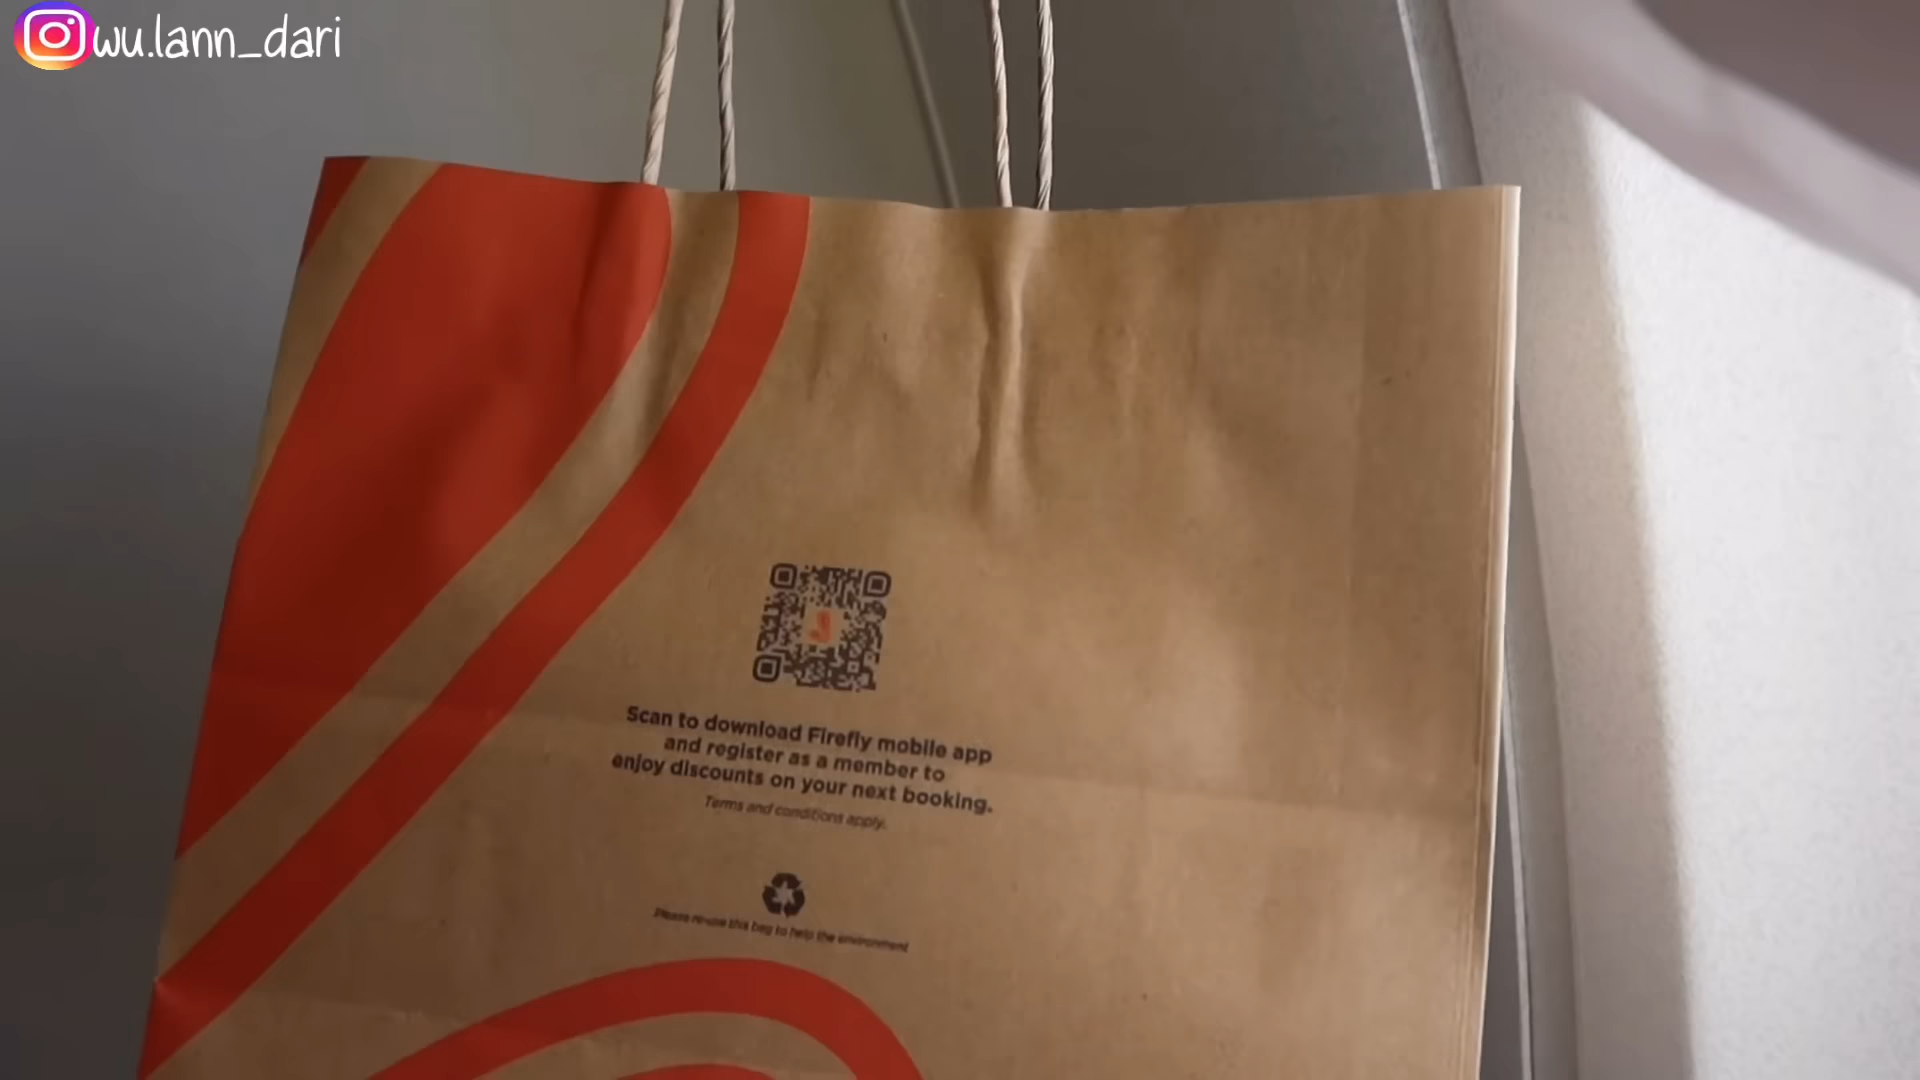 wu.lann_dari
Scan to download Firefly mobile app
and register as a member to
enjoy discounts on your next booking.
Terms and conditions apply.
Please re-use this bag to help the environment